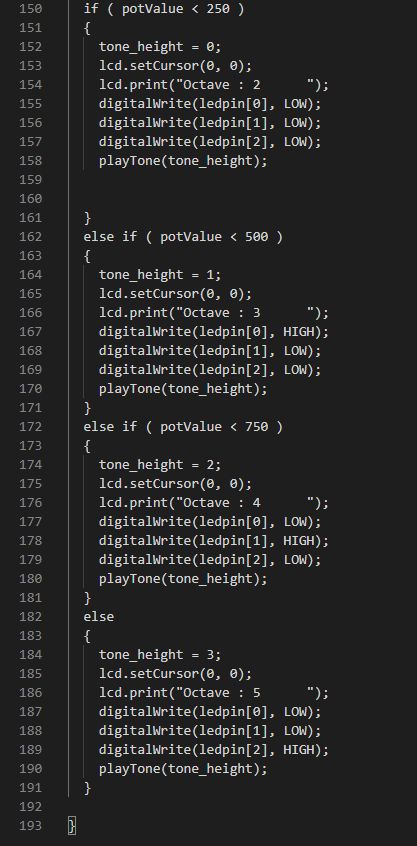 150 if ( potValue < 250 )
151 {
152 tone_height = 0;
153 lcd.setCursor(0, 0);
154 lcd.print("Octave : 2      ");
155 digitalWrite(ledpin[0], LOW);
156 digitalWrite(ledpin[1], LOW);
157 digitalWrite(ledpin[2], LOW);
158 playTone(tone_height);
159
160
161 }
162 else if ( potValue < 500 )
163 {
164 tone_height = 1;
165 lcd.setCursor(0, 0);
166 lcd.print("Octave : 3      ");
167 digitalWrite(ledpin[0], HIGH);
168 digitalWrite(ledpin[1], LOW);
169 digitalWrite(ledpin[2], LOW);
170 playTone(tone_height);
171 }
172 else if ( potValue < 750 )
173 {
174 tone_height = 2;
175 lcd.setCursor(0, 0);
176 lcd.print("Octave : 4      ");
177 digitalWrite(ledpin[0], LOW);
178 digitalWrite(ledpin[1], HIGH);
179 digitalWrite(ledpin[2], LOW);
180 playTone(tone_height);
181 }
182 else
183 {
184 tone_height = 3;
185 lcd.setCursor(0, 0);
186 lcd.print("Octave : 5      ");
187 digitalWrite(ledpin[0], LOW);
188 digitalWrite(ledpin[1], LOW);
189 digitalWrite(ledpin[2], HIGH);
190 playTone(tone_height);
191 }
192
193 }